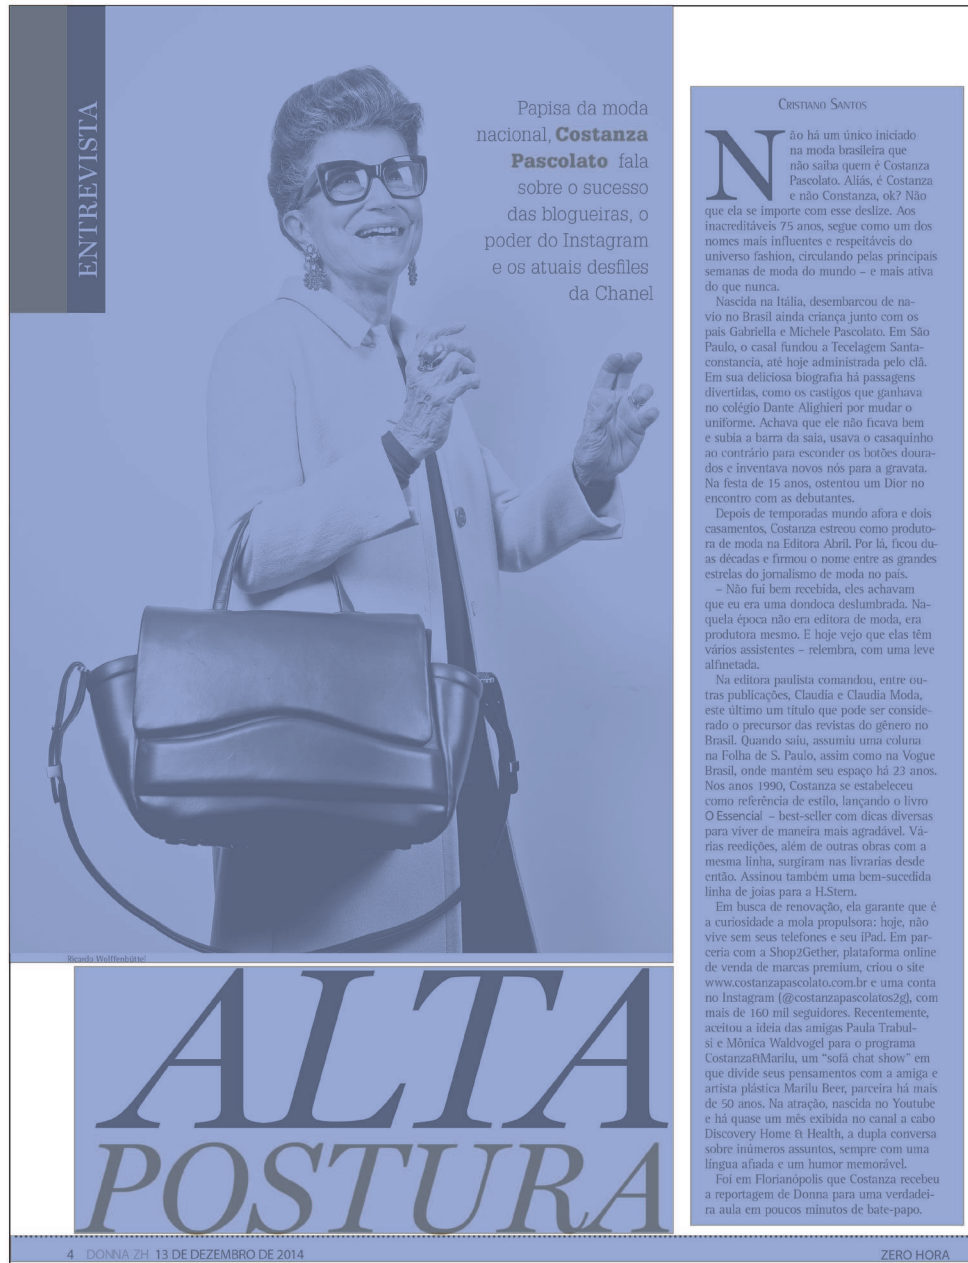 ENTREVISTA
Papisa da moda
nacional, Costanza
Pascolato fala
sobre o sucesso
das blogueiras, o
poder do Instagram
e os atuais desfiles
da Chanel
Ricardo Wolffenbüttel
ALTA
POSTURA
CRISTIANO SANTOS
Não há um único iniciado
na moda brasileira que
não saiba quem é Costanza
Pascolato. Aliás, é Costanza
e não Constanza, ok? Não
que ela se importe com esse deslize. Aos
inacreditáveis 75 anos, segue como um dos
nomes mais influentes e respeitáveis do
universo fashion, circulando pelas principais
semanas de moda do mundo – e mais ativa
do que nunca.
Nascida na Itália, desembarcou de na-
vio no Brasil ainda criança junto com os
pais Gabriella e Michele Pascolato. Em São
Paulo, o casal fundou a Tecelagem Santa-
constancia, até hoje administrada pelo clã.
Em sua deliciosa biografia há passagens
divertidas, como os castigos que ganhava
no colégio Dante Alighieri por mudar o
uniforme. Achava que ele não ficava bem
e subia a barra da saia, usava o casaquinho
ao contrário para esconder os botões doura-
dos e inventava novos nós para a gravata.
Na festa de 15 anos, ostentou um Dior no
encontro com as debutantes.
Depois de temporadas mundo afora e dois
casamentos, Costanza estreou como produto-
ra de moda na Editora Abril. Por lá, ficou du-
as décadas e firmou o nome entre as grandes
estrelas do jornalismo de moda no país.
– Não fui bem recebida, eles achavam
que eu era uma dondoca deslumbrada. Na-
quela época não era editora de moda, era
produtora mesmo. E hoje vejo que elas têm
vários assistentes – relembra, com uma leve
alfinetada.
Na editora paulista comandou, entre ou-
tras publicações, Claudia e Claudia Moda,
este último um título que pode ser conside-
rado o precursor das revistas do gênero no
Brasil. Quando saiu, assumiu uma coluna
na Folha de S. Paulo, assim como na Vogue
Brasil, onde mantém seu espaço há 23 anos.
Nos anos 1990, Costanza se estabeleceu
como referência de estilo, lançando o livro
O Essencial – best-seller com dicas diversas
para viver de maneira mais agradável. Vá-
rias reedições, além de outras obras com a
mesma linha, surgiram nas livrarias desde
então. Assinou também uma bem-sucedida
linha de joias para a H.Stern.
Em busca de renovação, ela garante que é
a curiosidade a mola propulsora: hoje, não
vive sem seus telefones e seu iPad. Em par-
ceria com a Shop2Gether, plataforma online
de venda de marcas premium, criou o site
www.costanzapascolato.com.br e uma conta
no Instagram (@costanzapascolatos2g), com
mais de 160 mil seguidores. Recentemente,
aceitou a ideia das amigas Paula Trabul-
si e Mônica Waldvogel para o programa
Costanza&Marilu, um “sofá chat show” em
que divide seus pensamentos com a amiga e
artista plástica Marilu Beer, parceira há mais
de 50 anos. Na atração, nascida no Youtube
e há quase um mês exibida no canal a cabo
Discovery Home & Health, a dupla conversa
sobre inúmeros assuntos, sempre com uma
língua afiada e um humor memorável.
Foi em Florianópolis que Costanza recebeu
a reportagem de Donna para uma verdadei-
ra aula em poucos minutos de bate-papo.
4 DONNA ZH 13 DE DEZEMBRO DE 2014
ZERO HORA